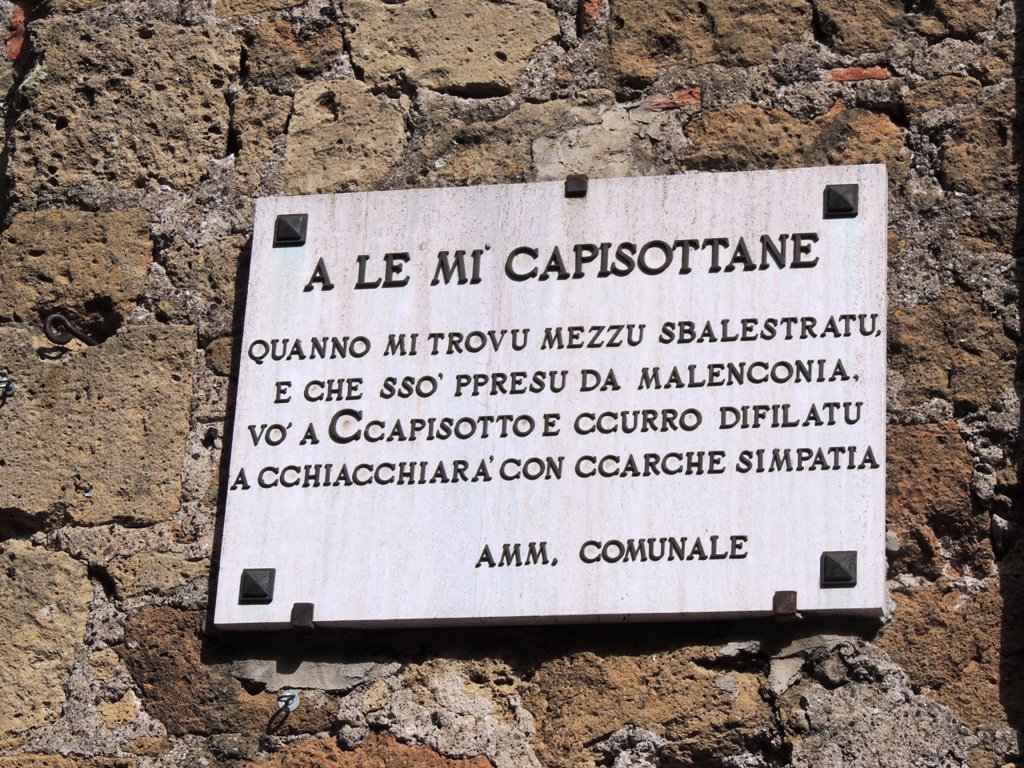 A LE MI' CAPISOTTANE
QUANNO MI TROVU MEZZU SBALESTRATU,
E CHE SSO' PPRESU DA MALENCONIA,
VO' A CCAPISOTTO E CCURRO DIFILATU
A CCHIACCHIARA' CON CCARCHE SIMPATIA
AMM. COMUNALE